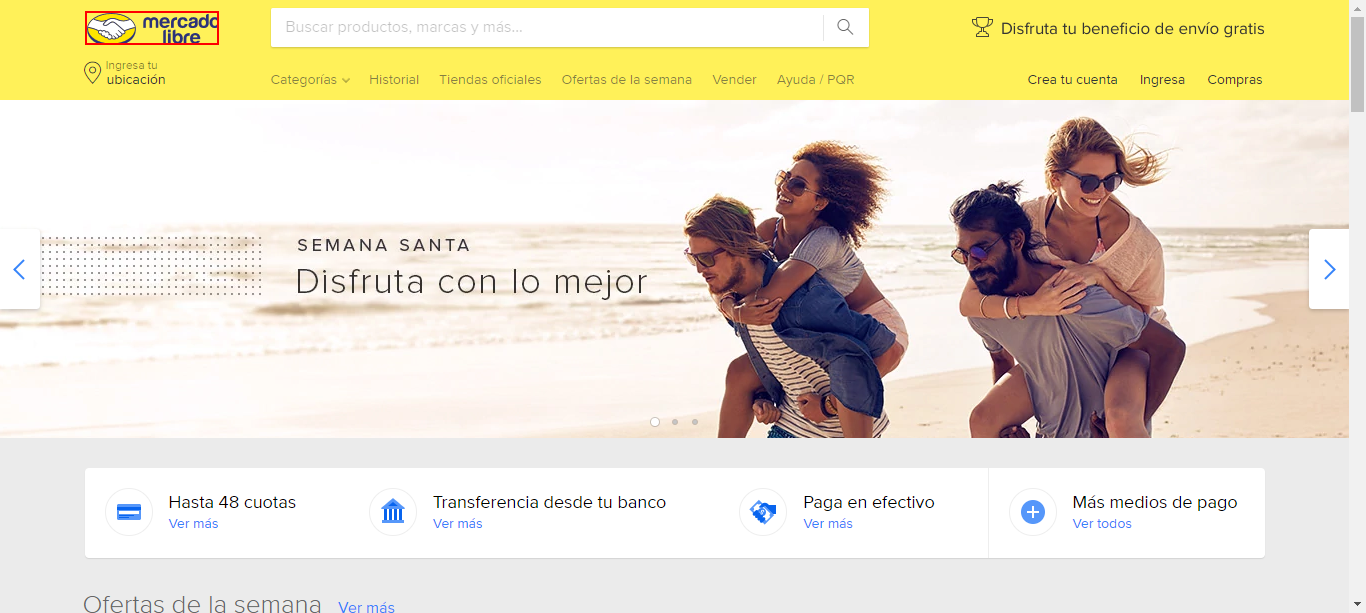 mercado
libre
Buscar productos, marcas y más...
Disfruta tu beneficio de envío gratis
Ingresa tu
ubicación
Categorías
Historial
Tiendas oficiales
Ofertas de la semana
Vender
Ayuda / PQR
Crea tu cuenta
Ingresa
Compras
SEMANA SANTA
Disfruta con lo mejor
Hasta 48 cuotas
Ver más
Transferencia desde tu banco
Ver más
Paga en efectivo
Ver más
Más medios de pago
Ver todos
Ofertas de la semana
Ver más